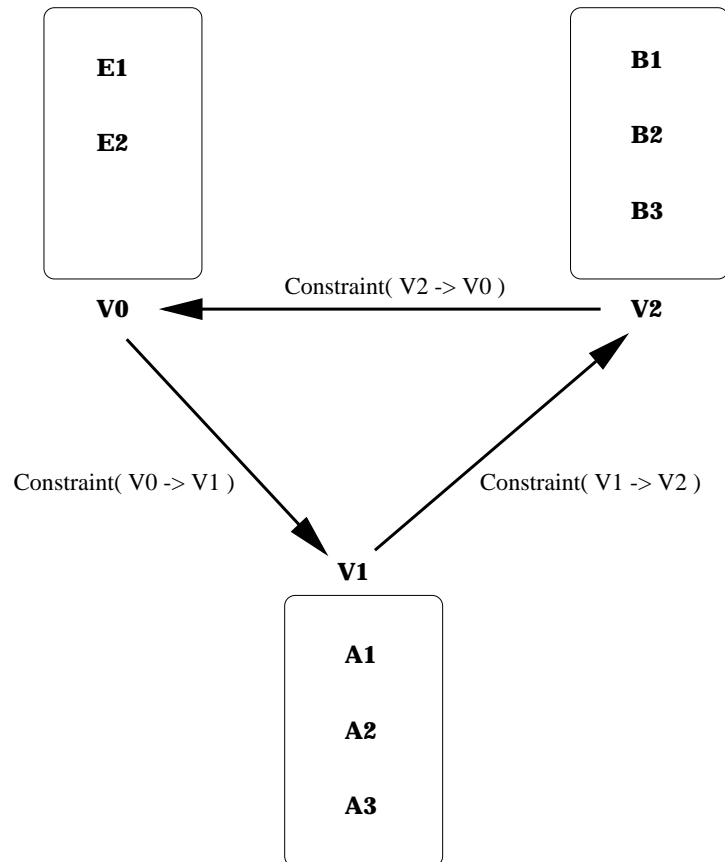 E1
E2
B1
B2
B3
Constraint( V2 -> V0 )
V0
V2
Constraint( V0 -> V1 )
Constraint( V1 -> V2 )
V1
A1
A2
A3